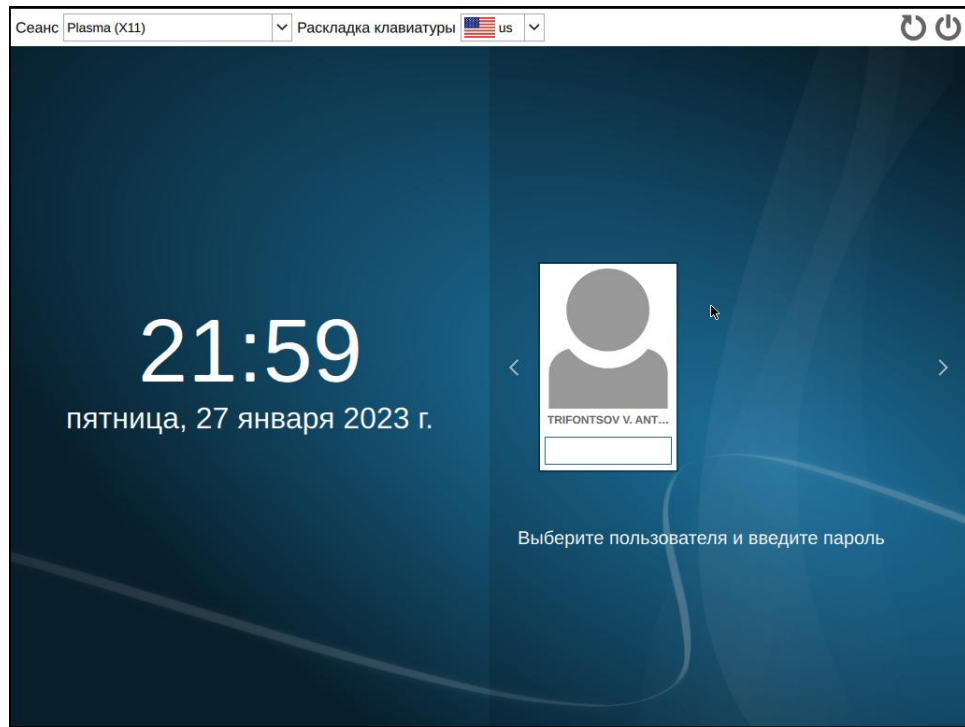 Сеанс Plasma (X11) Раскладка клавиатуры us
21:59
пятница, 27 января 2023 г.
TRIFONTSOV V. ANT...
Выберите пользователя и введите пароль